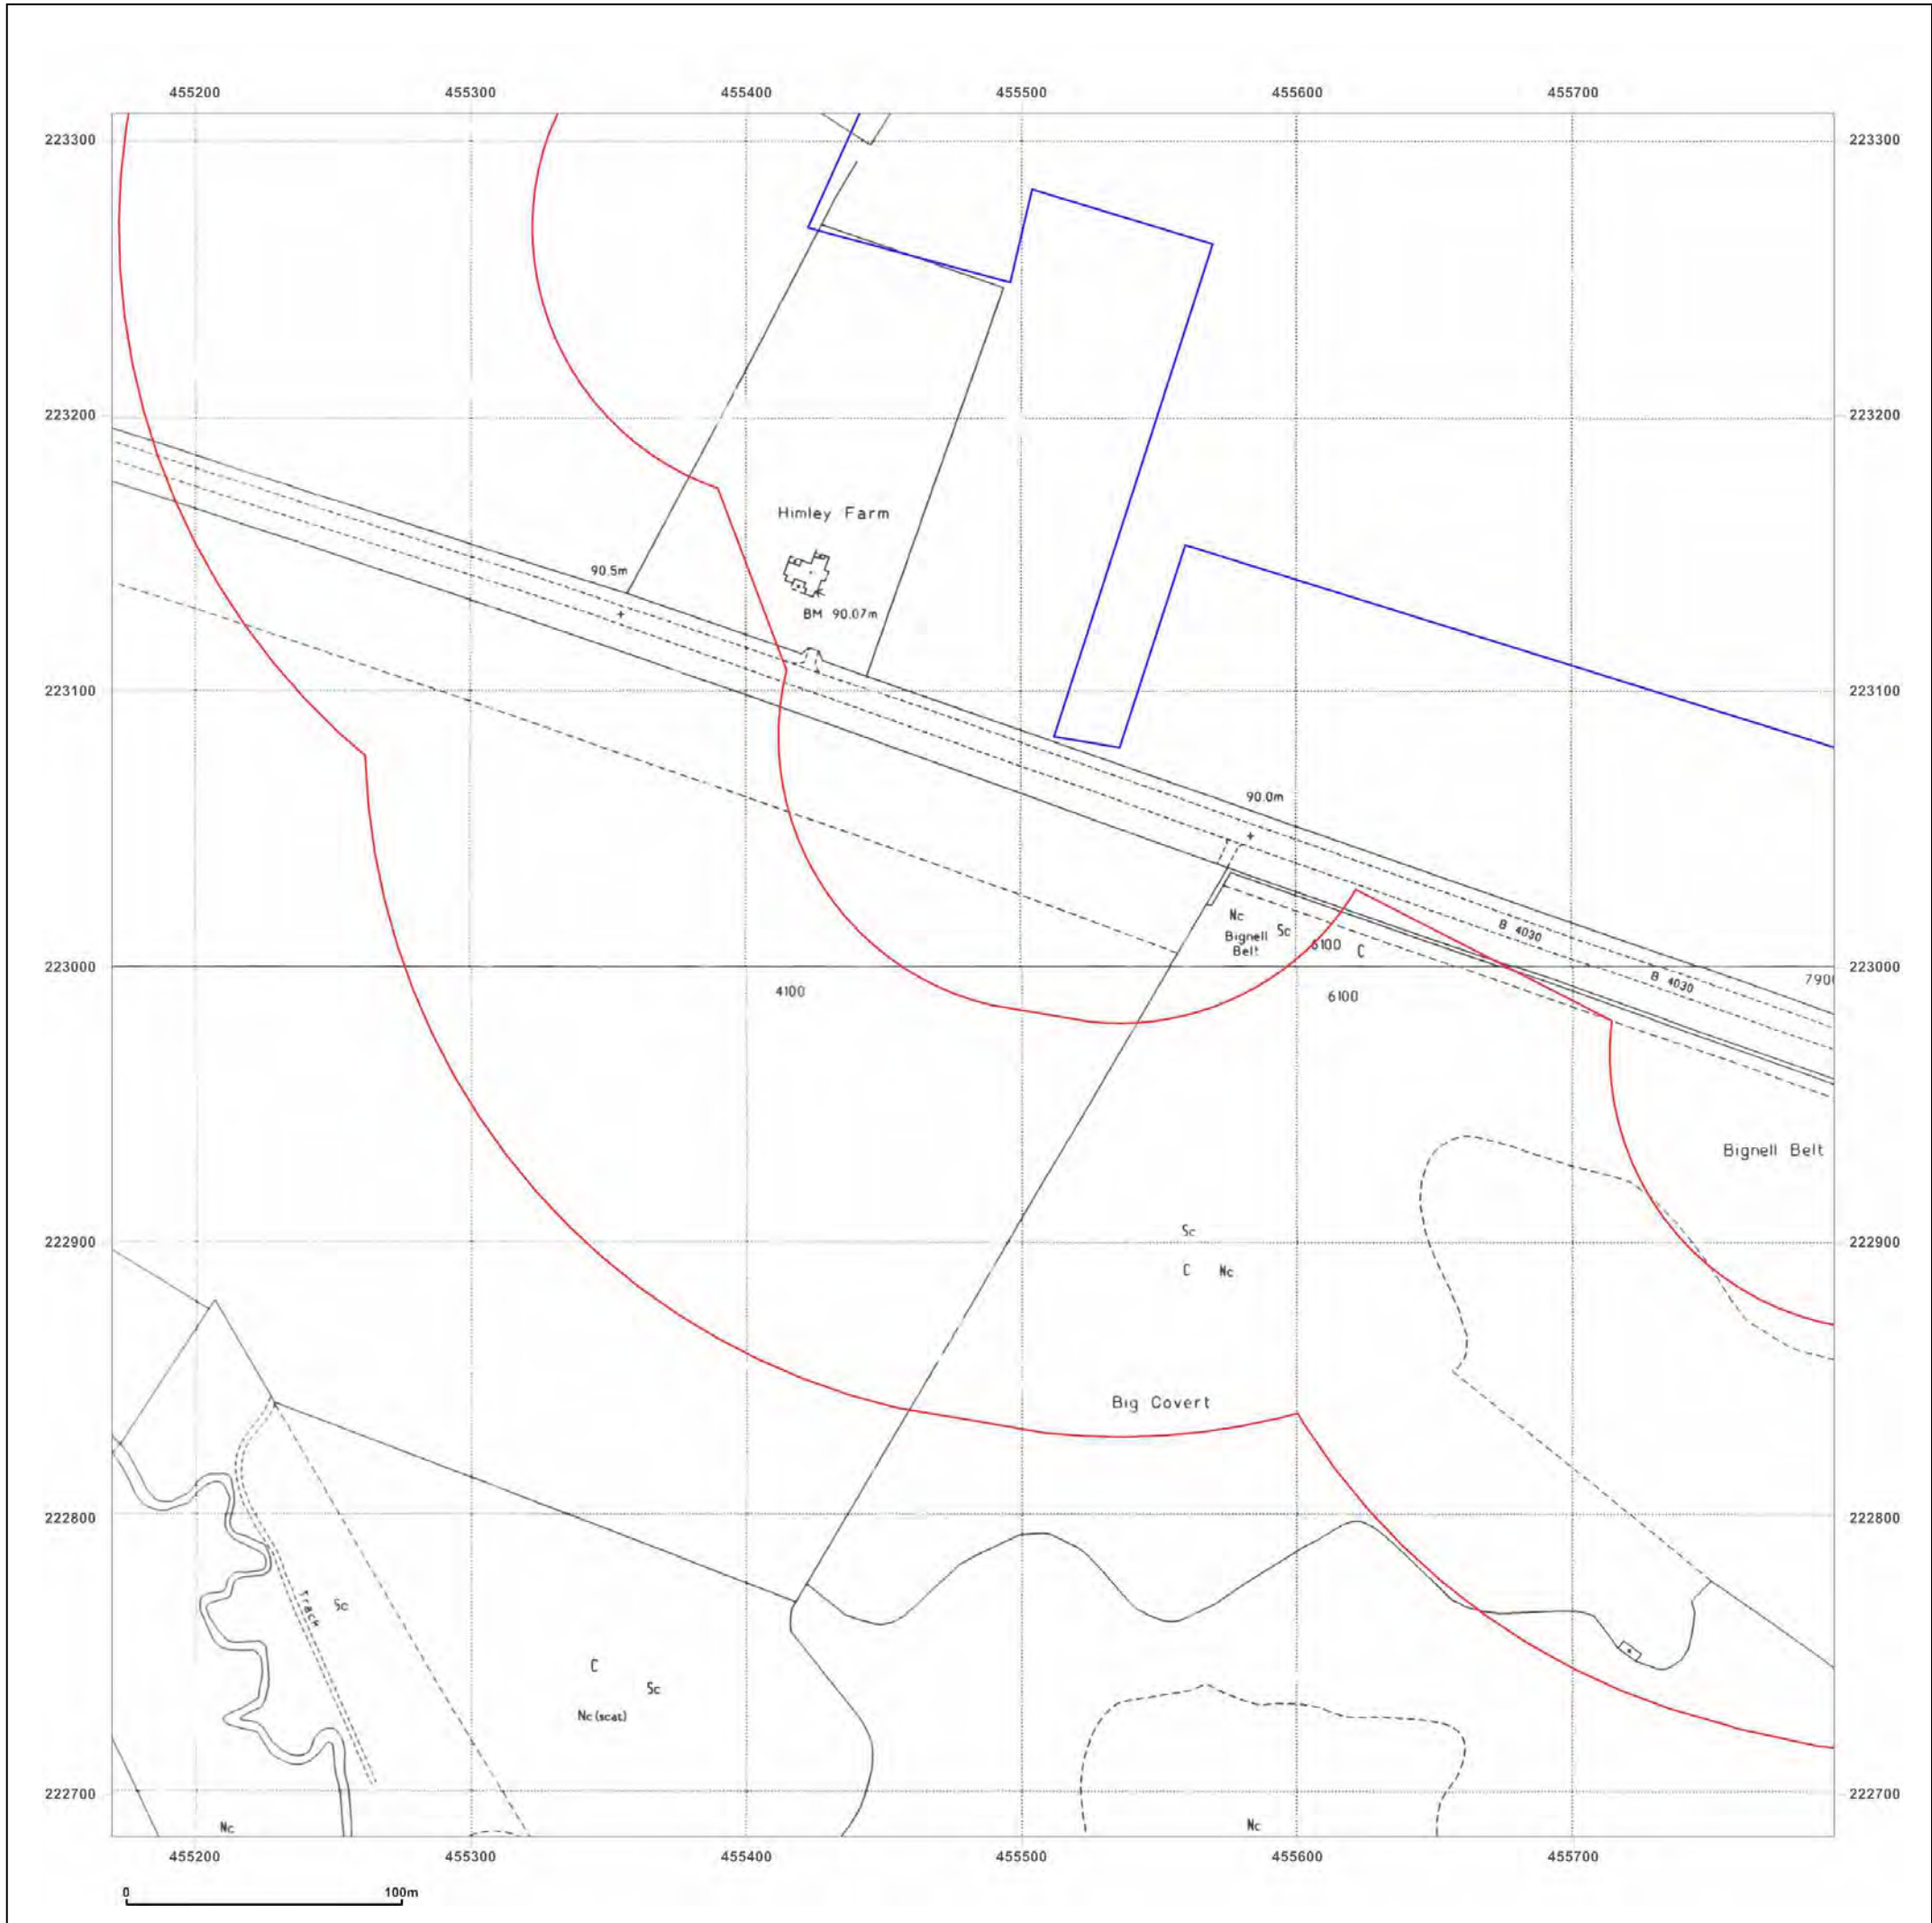 455200 455300 455400 455500 455600 455700
223300 223300
223200 223200
Himley Farm
90.5m
BM 90.07m
223100 223100
90.0m
Nc
Sc
Bignell
Belt
6100
C
B 4030
B 4030
223000 223000
7900
4100
6100
Bignell Belt
Sc
222900 222900
C Nc
Big Covert
222800 222800
Track
Sc
C
Sc
Nc (scat)
222700 222700
Nc
Nc
455200 455300 455400 455500 455600 455700
0 100m